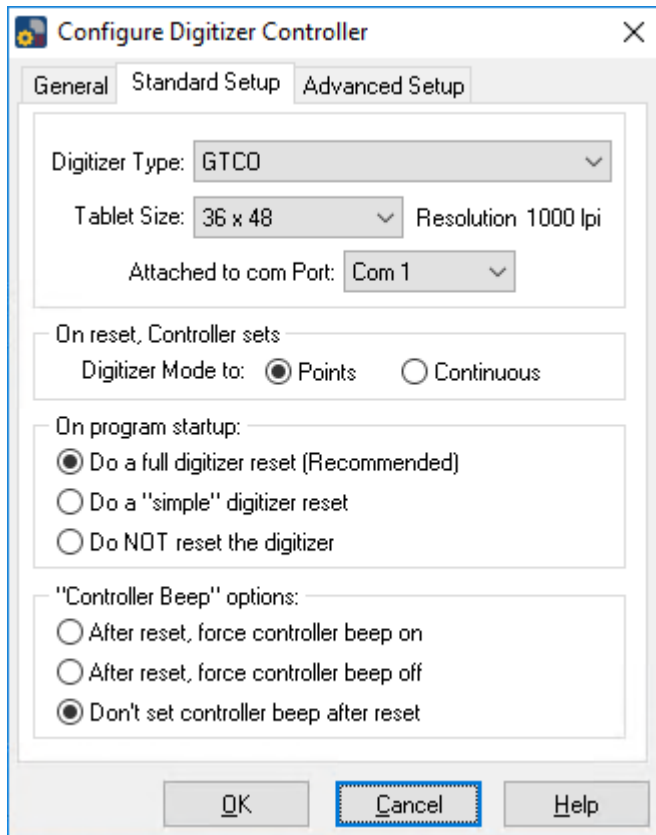 Configure Digitizer Controller
General Standard Setup Advanced Setup
Digitizer Type: GTCO
Tablet Size: 36 x 48 Resolution 1000 lpi
Attached to com Port: Com 1
On reset, Controller sets
Digitizer Mode to: Points Continuous
On program startup:
Do a full digitizer reset (Recommended)
Do a "simple" digitizer reset
Do NOT reset the digitizer
"Controller Beep" options:
After reset, force controller beep on
After reset, force controller beep off
Don't set controller beep after reset
OK Cancel Help